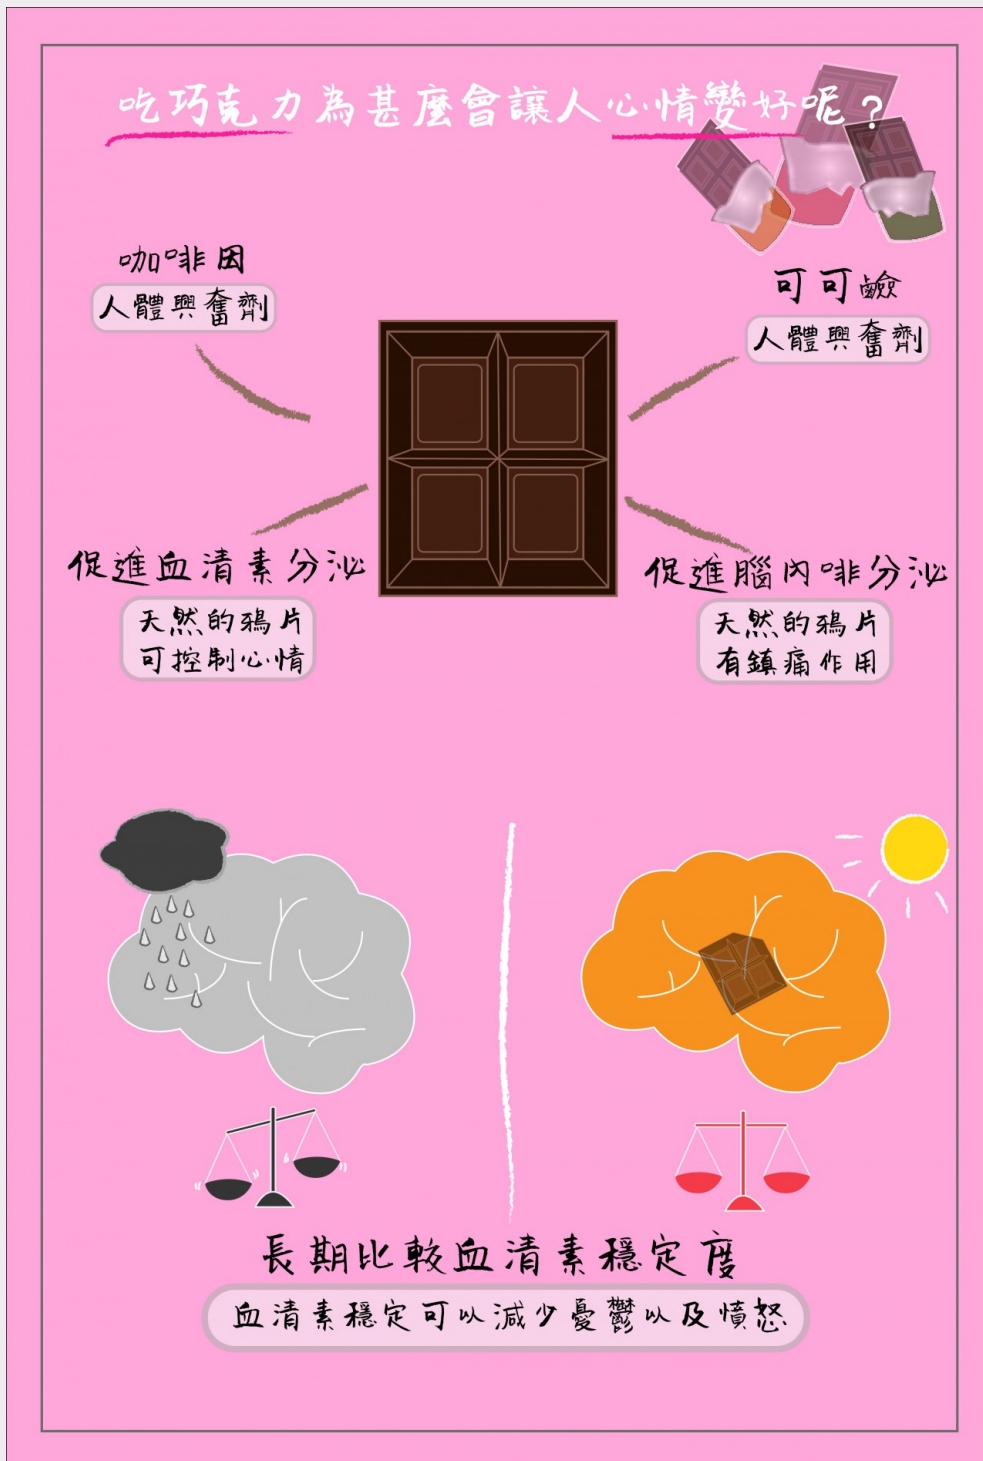 吃巧克力為甚麼會讓人心情變好呢？
咖啡因
人體興奮劑
可可鹼
人體興奮劑
促進血清素分泌
天然的鴉片
可控制心情
促進腦內啡分泌
天然的鴉片
有鎮痛作用
長期比較血清素穩定度
血清素穩定可以減少憂鬱以及憤怒